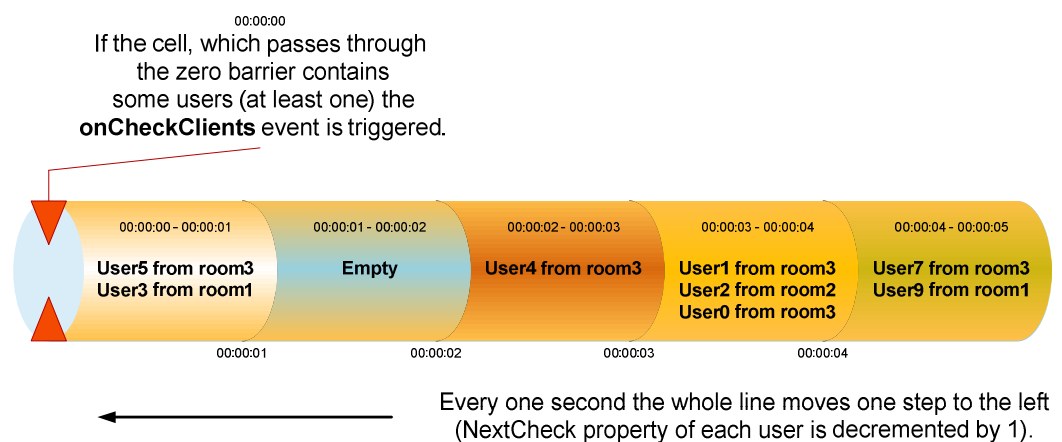 00:00:00
If the cell, which passes through
the zero barrier contains
some users (at least one) the
onCheckClients event is triggered.
00:00:00 - 00:00:01
User5 from room3
User3 from room1
00:00:01 - 00:00:02
Empty
00:00:02 - 00:00:03
User4 from room3
00:00:03 - 00:00:04
User1 from room3
User2 from room2
User0 from room3
00:00:04 - 00:00:05
User7 from room3
User9 from room1
00:00:01
00:00:02
00:00:03
00:00:04
Every one second the whole line moves one step to the left
(NextCheck property of each user is decremented by 1).